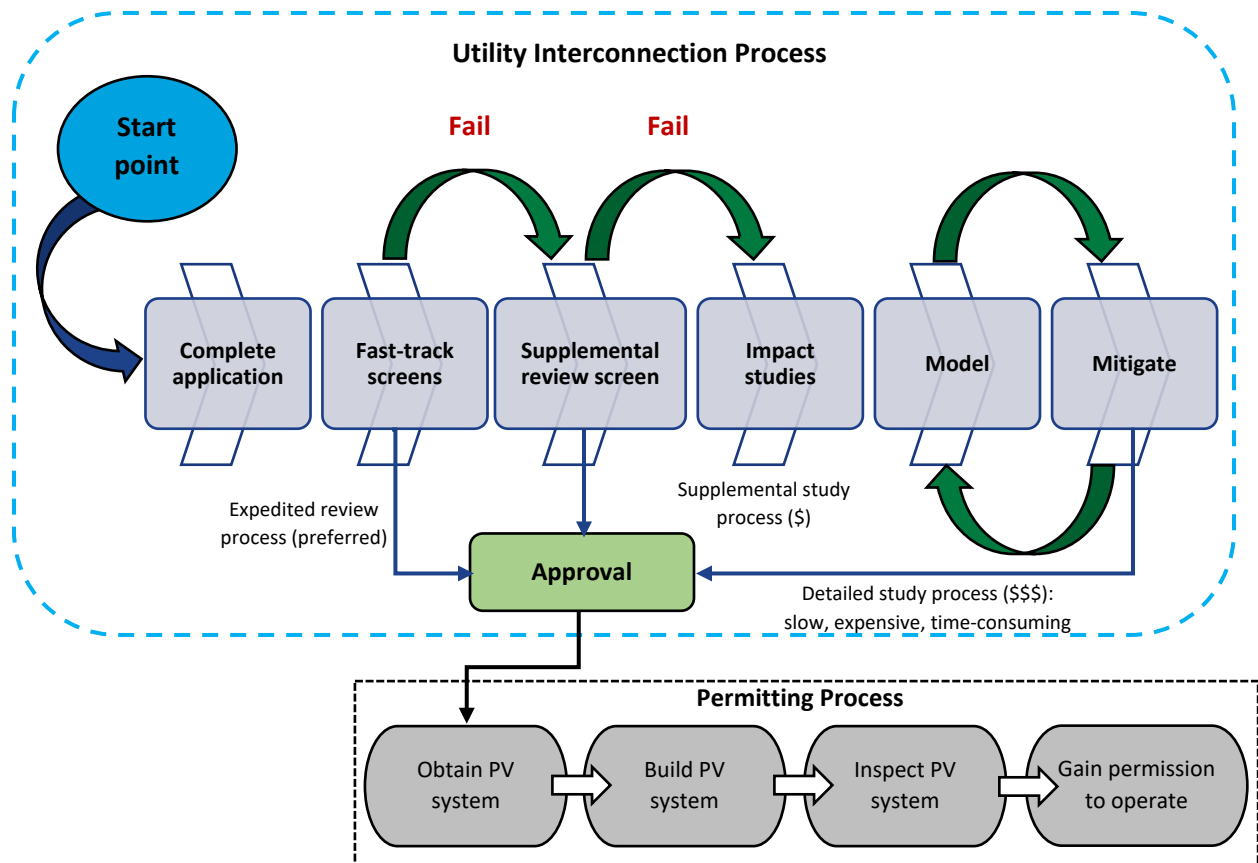 Utility Interconnection Process
Start
point
Fail
Fail
Complete
application
Fast-track
screens
Supplemental
review screen
Impact
studies
Model
Mitigate
Expedited review
process (preferred)
Supplemental study
process ($)
Approval
Detailed study process ($$$):
slow, expensive, time-consuming
Permitting Process
Obtain PV
system
Build PV
system
Inspect PV
system
Gain permission
to operate